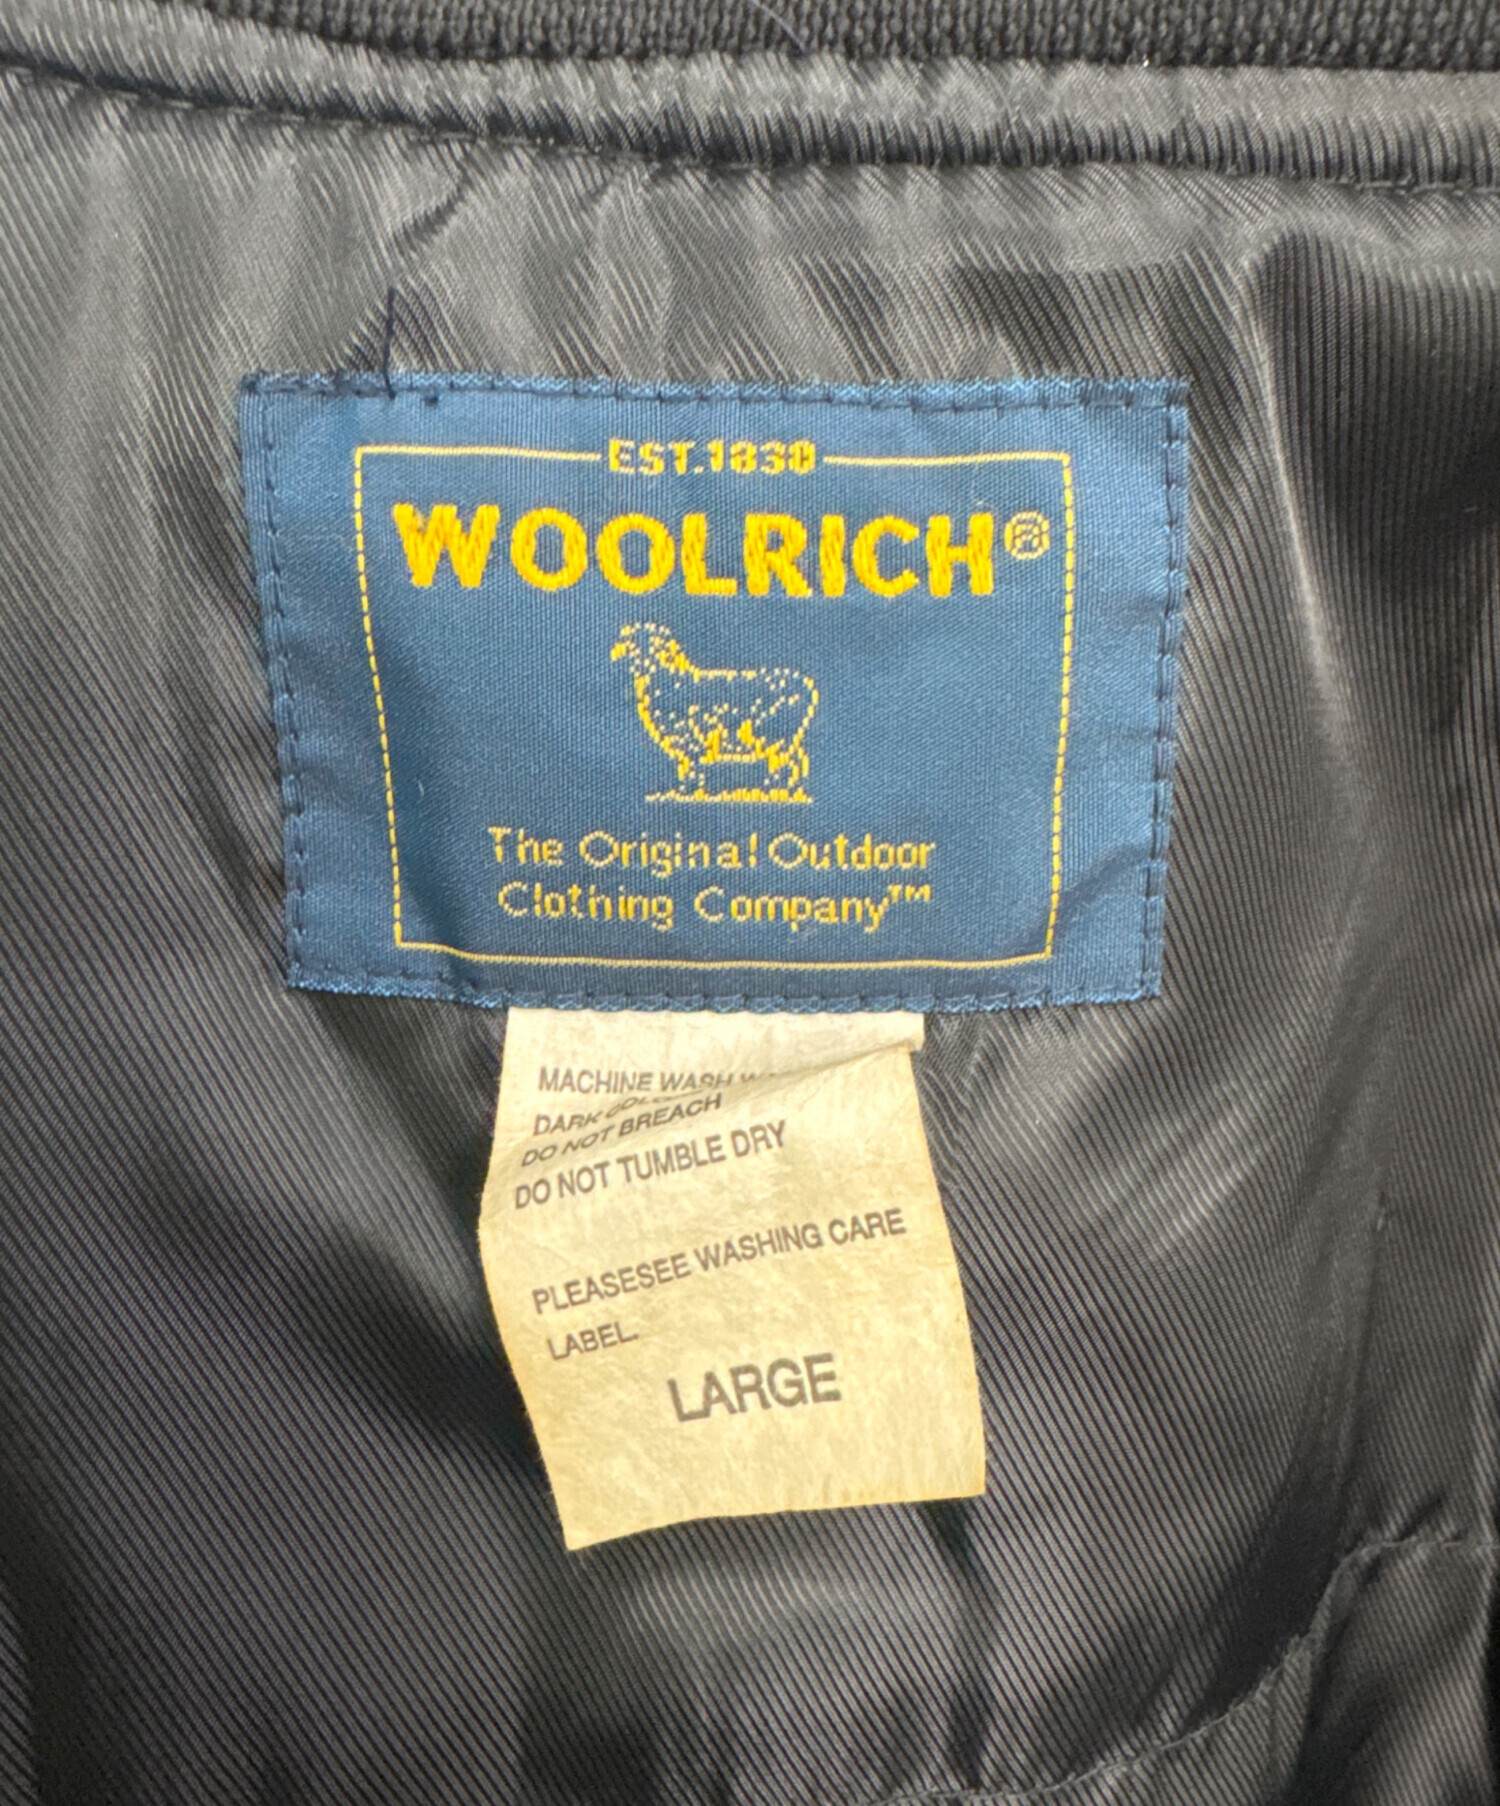 EST.1830
WOOLRICH®
The Original Outdoor
Clothing Company™
MACHINE WASH
DARK
DO NOT BREACH
DO NOT TUMBLE DRY
PLEASESEE WASHING CARE
LABEL.
LARGE